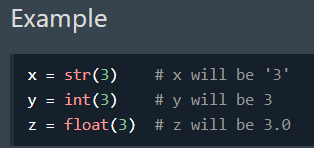 Example
x = str(3)    # x will be '3'
y = int(3)    # y will be 3
z = float(3)  # z will be 3.0